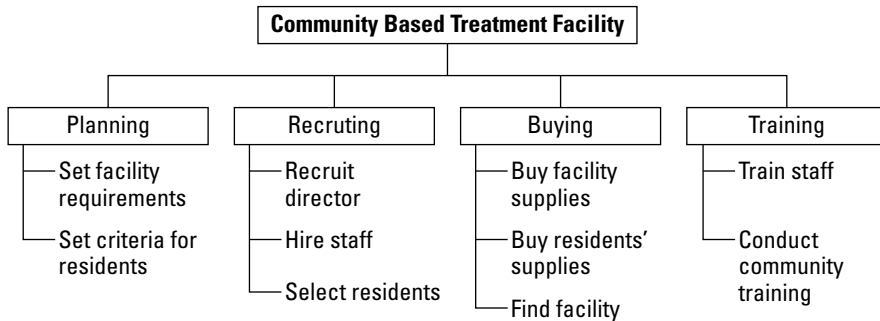 Community Based Treatment Facility
Planning
Set facility
requirements
Set criteria for
residents
Recruting
Recruit
director
Hire staff
Select residents
Buying
Buy facility
supplies
Buy residents’
supplies
Find facility
Training
Train staff
Conduct
community
training